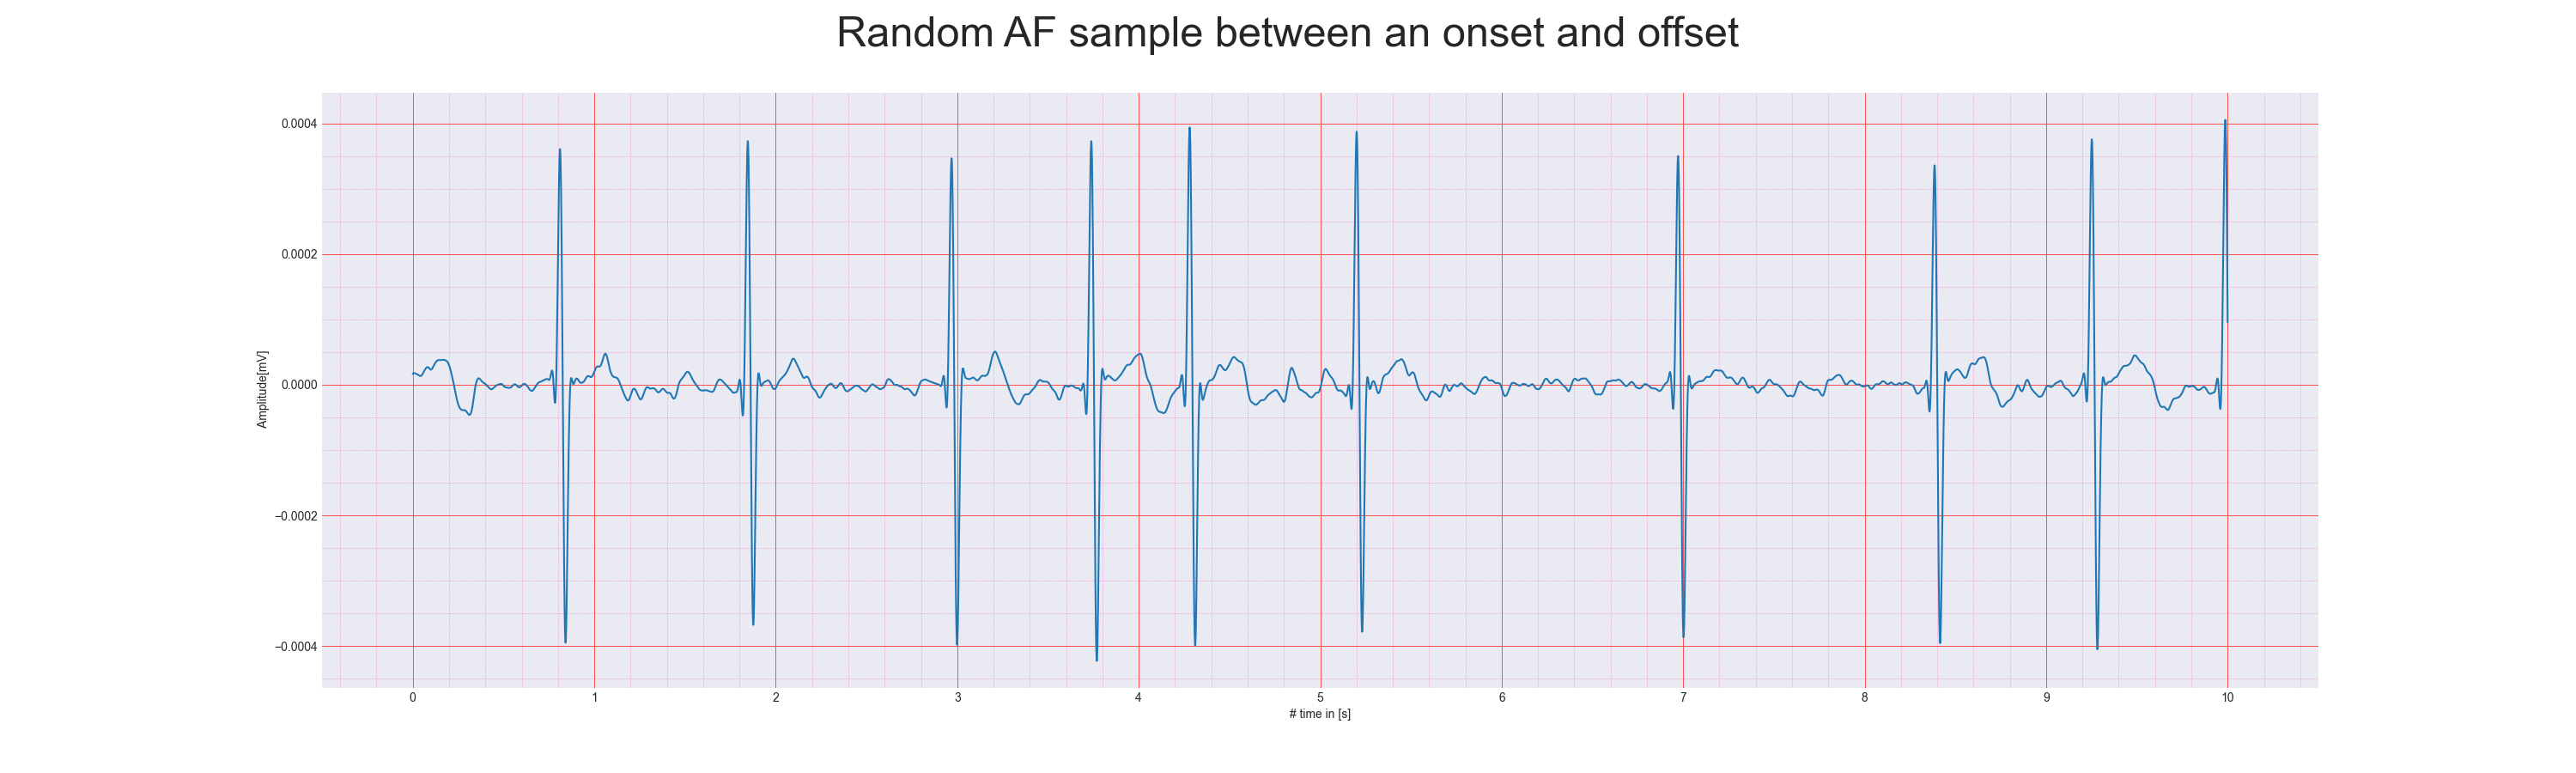 Random AF sample between an onset and offset
0.0004
0.0002
0.0000
−0.0002
−0.0004
Amplitude[mV]
0 1 2 3 4 5 6 7 8 9 10
# time in [s]